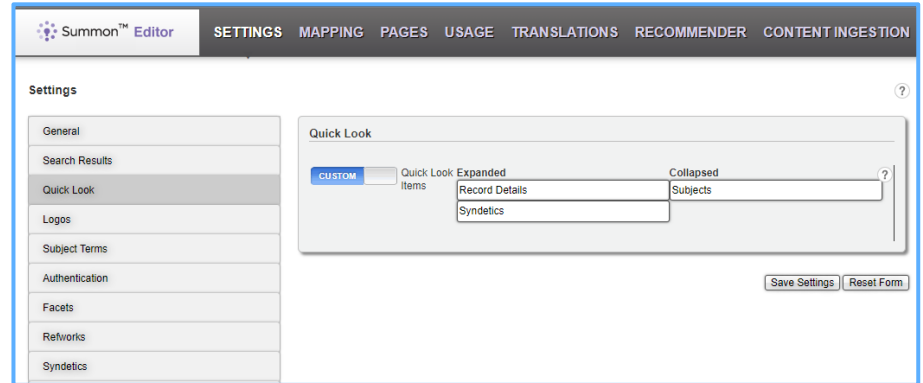 Summon™ Editor SETTINGS MAPPING PAGES USAGE TRANSLATIONS RECOMMENDER CONTENT INGESTION
Settings ?
General
Search Results
Quick Look
Logos
Subject Terms
Authentication
Facets
Refworks
Syndetics
Quick Look
CUSTOM Quick Look Items Expanded Collapsed ?
Record Details Subjects
Syndetics
Save Settings Reset Form